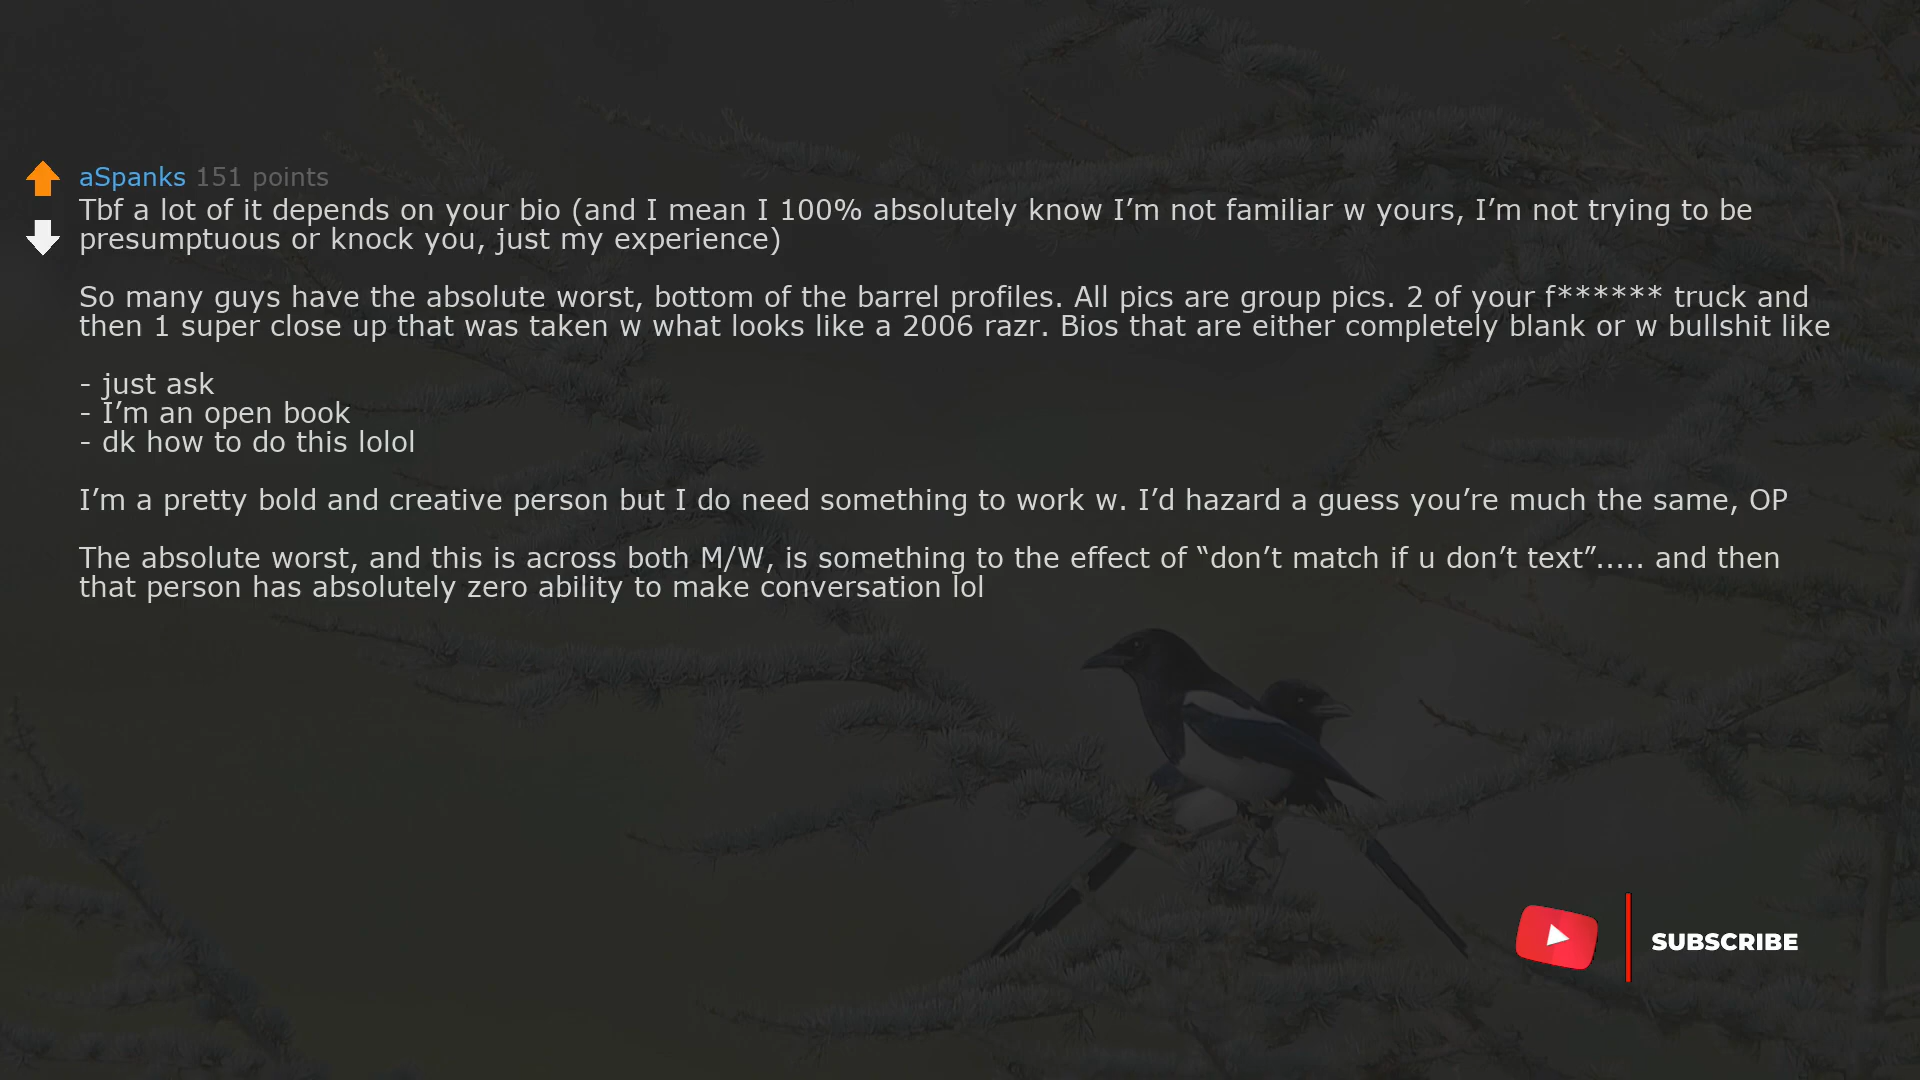 aSpanks 151 points
Tbf a lot of it depends on your bio (and I mean I 100% absolutely know I’m not familiar w yours, I’m not trying to be
presumptuous or knock you, just my experience)
So many guys have the absolute worst, bottom of the barrel profiles. All pics are group pics. 2 of your f****** truck and
then 1 super close up that was taken w what looks like a 2006 razr. Bios that are either completely blank or w bullshit like
- just ask
- I’m an open book
- dk how to do this lolol
I’m a pretty bold and creative person but I do need something to work w. I’d hazard a guess you’re much the same, OP
The absolute worst, and this is across both M/W, is something to the effect of “don’t match if u don’t text”..... and then
that person has absolutely zero ability to make conversation lol
SUBSCRIBE